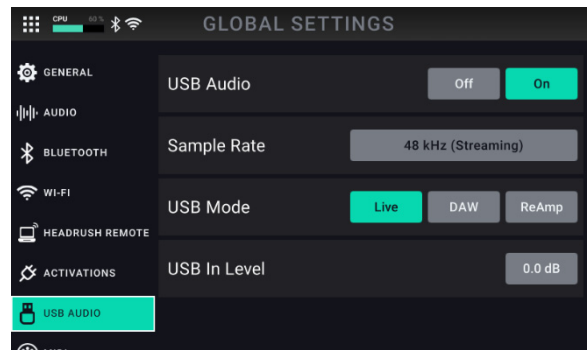 CPU 60 %
GLOBAL SETTINGS
GENERAL
AUDIO
BLUETOOTH
WI-FI
HEADRUSH REMOTE
ACTIVATIONS
USB AUDIO
USB Audio Off On
Sample Rate 48 kHz (Streaming)
USB Mode Live DAW ReAmp
USB In Level 0.0 dB